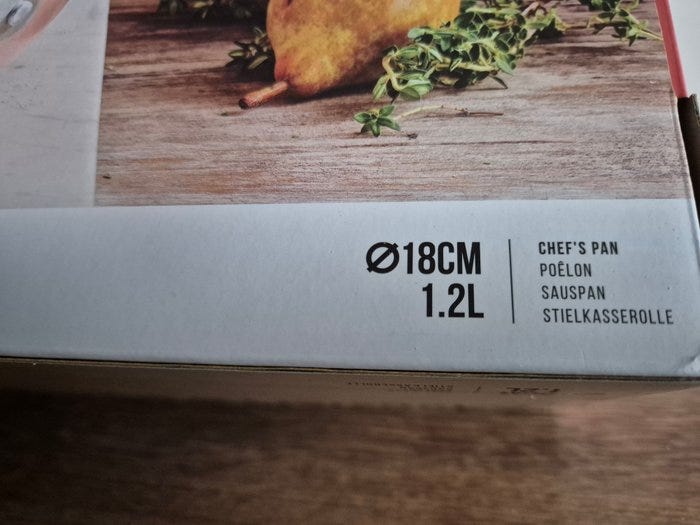 Ø18CM
1.2L
CHEF'S PAN
POÊLON
SAUSPAN
STIELKASSEROLLE